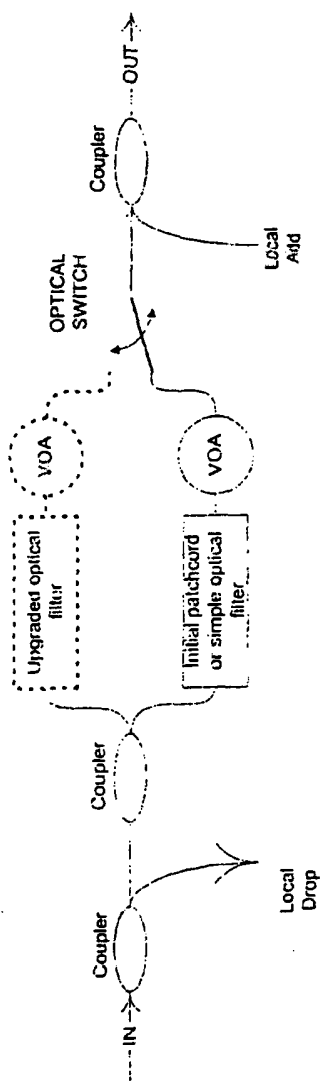 IN
Coupler
Local
Drop
Coupler
Upgraded optical
filter
VOA
Initial patchcord
or simple optical
filter
VOA
OPTICAL
SWITCH
Coupler
Local
Add
OUT